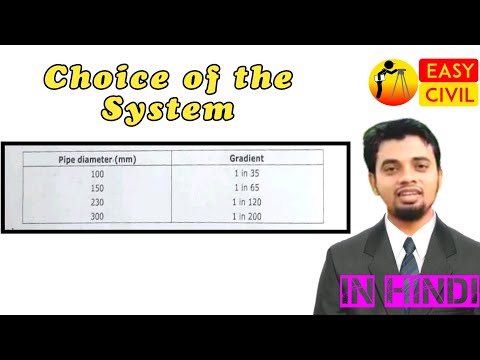 Choice of the
System
EASY
CIVIL
Pipe diameter (mm) Gradient
100 1 in 35
150 1 in 65
230 1 in 120
300 1 in 200
IN HINDI